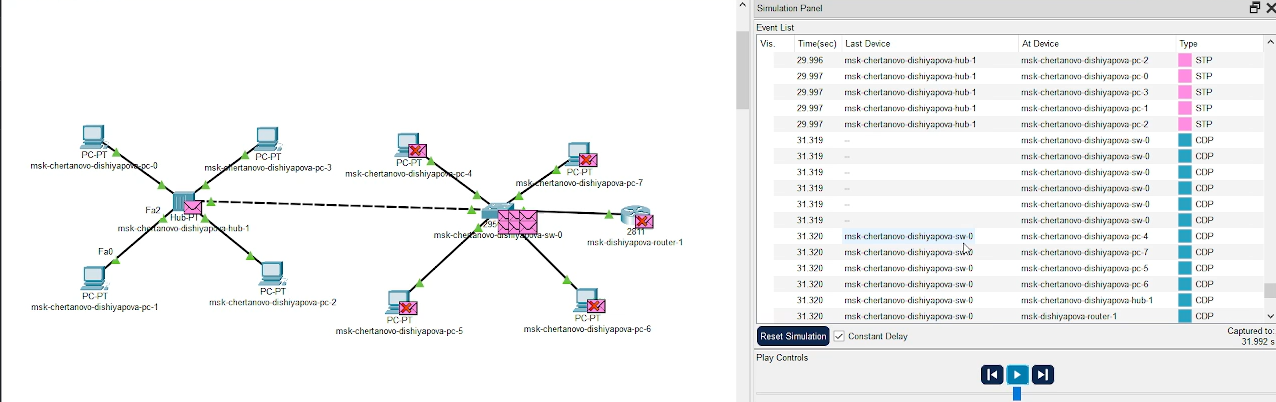 Simulation Panel
Event List
Vis. Time(sec) Last Device At Device Type
29.996 msk-chertanovo-dishiyapova-hub-1 msk-chertanovo-dishiyapova-pc-2 STP
29.997 msk-chertanovo-dishiyapova-hub-1 msk-chertanovo-dishiyapova-pc-0 STP
29.997 msk-chertanovo-dishiyapova-hub-1 msk-chertanovo-dishiyapova-pc-3 STP
29.997 msk-chertanovo-dishiyapova-hub-1 msk-chertanovo-dishiyapova-pc-1 STP
29.997 msk-chertanovo-dishiyapova-hub-1 msk-chertanovo-dishiyapova-pc-2 STP
31.319 -- msk-chertanovo-dishiyapova-sw-0 CDP
31.319 -- msk-chertanovo-dishiyapova-sw-0 CDP
31.319 -- msk-chertanovo-dishiyapova-sw-0 CDP
31.319 -- msk-chertanovo-dishiyapova-sw-0 CDP
31.319 -- msk-chertanovo-dishiyapova-sw-0 CDP
31.319 -- msk-chertanovo-dishiyapova-sw-0 CDP
31.320 msk-chertanovo-dishiyapova-sw-0 msk-chertanovo-dishiyapova-pc-4 CDP
31.320 msk-chertanovo-dishiyapova-sw-0 msk-chertanovo-dishiyapova-pc-7 CDP
31.320 msk-chertanovo-dishiyapova-sw-0 msk-chertanovo-dishiyapova-pc-5 CDP
31.320 msk-chertanovo-dishiyapova-sw-0 msk-chertanovo-dishiyapova-pc-6 CDP
31.320 msk-chertanovo-dishiyapova-sw-0 msk-chertanovo-dishiyapova-hub-1 CDP
31.320 msk-chertanovo-dishiyapova-sw-0 msk-dishiyapova-router-1 CDP
Reset Simulation Constant Delay
Captured to:
31.992 s
Play Controls
PC-PT
msk-chertanovo-dishiyapova-pc-0
PC-PT
msk-chertanovo-dishiyapova-pc-3
PC-PT
msk-chertanovo-dishiyapova-pc-4
PC-PT
msk-chertanovo-dishiyapova-pc-7
Fa2
Hub-PT
msk-chertanovo-dishiyapova-hub-1
msk-chertanovo-dishiyapova-sw-0
2811
msk-dishiyapova-router-1
Fa0
PC-PT
msk-chertanovo-dishiyapova-pc-1
PC-PT
msk-chertanovo-dishiyapova-pc-2
PC-PT
msk-chertanovo-dishiyapova-pc-5
PC-PT
msk-chertanovo-dishiyapova-pc-6